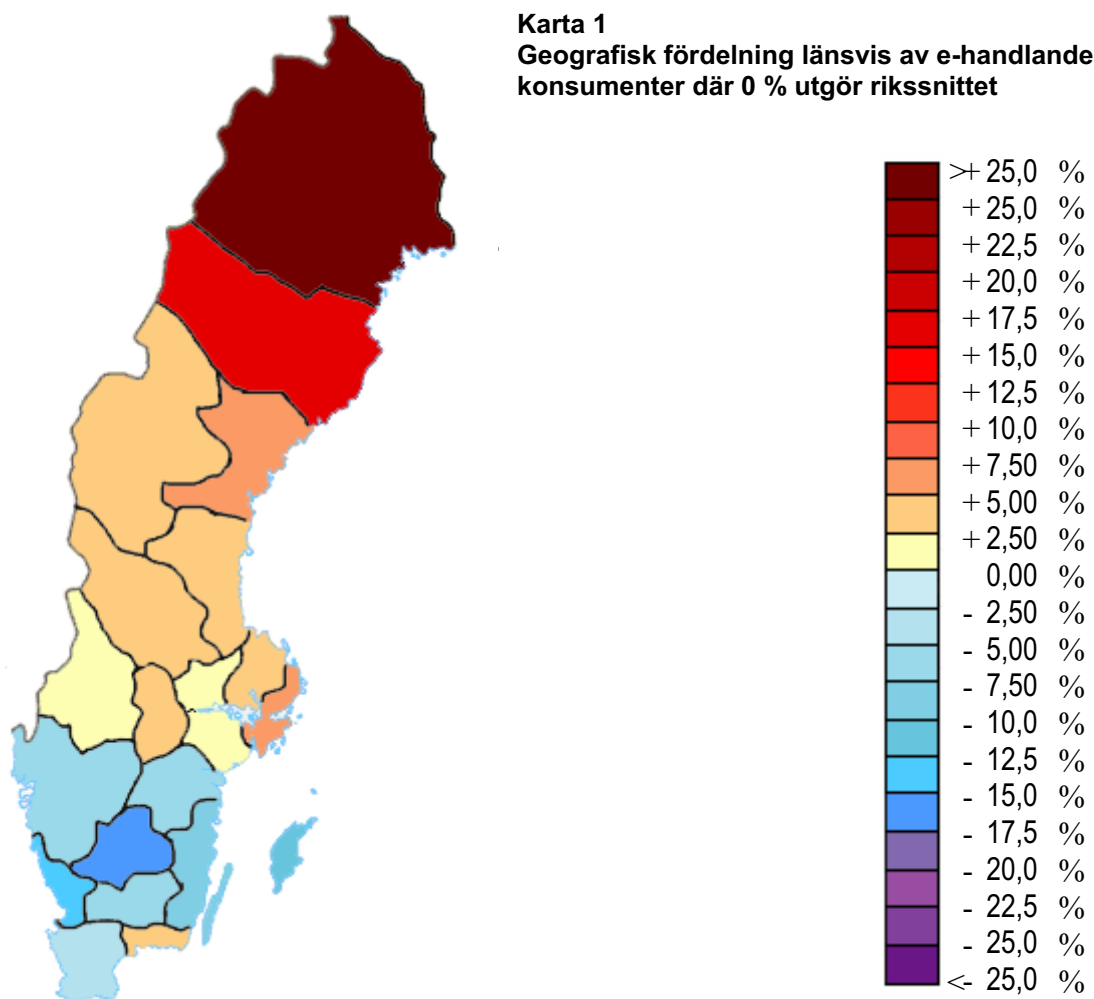 Karta 1
Geografisk fördelning länsvis av e-handlande
konsumenter där 0 % utgör rikssnittet
>+ 25,0 %
+ 25,0 %
+ 22,5 %
+ 20,0 %
+ 17,5 %
+ 15,0 %
+ 12,5 %
+ 10,0 %
+ 7,50 %
+ 5,00 %
+ 2,50 %
0,00 %
- 2,50 %
- 5,00 %
- 7,50 %
- 10,0 %
- 12,5 %
- 15,0 %
- 17,5 %
- 20,0 %
- 22,5 %
- 25,0 %
<- 25,0 %